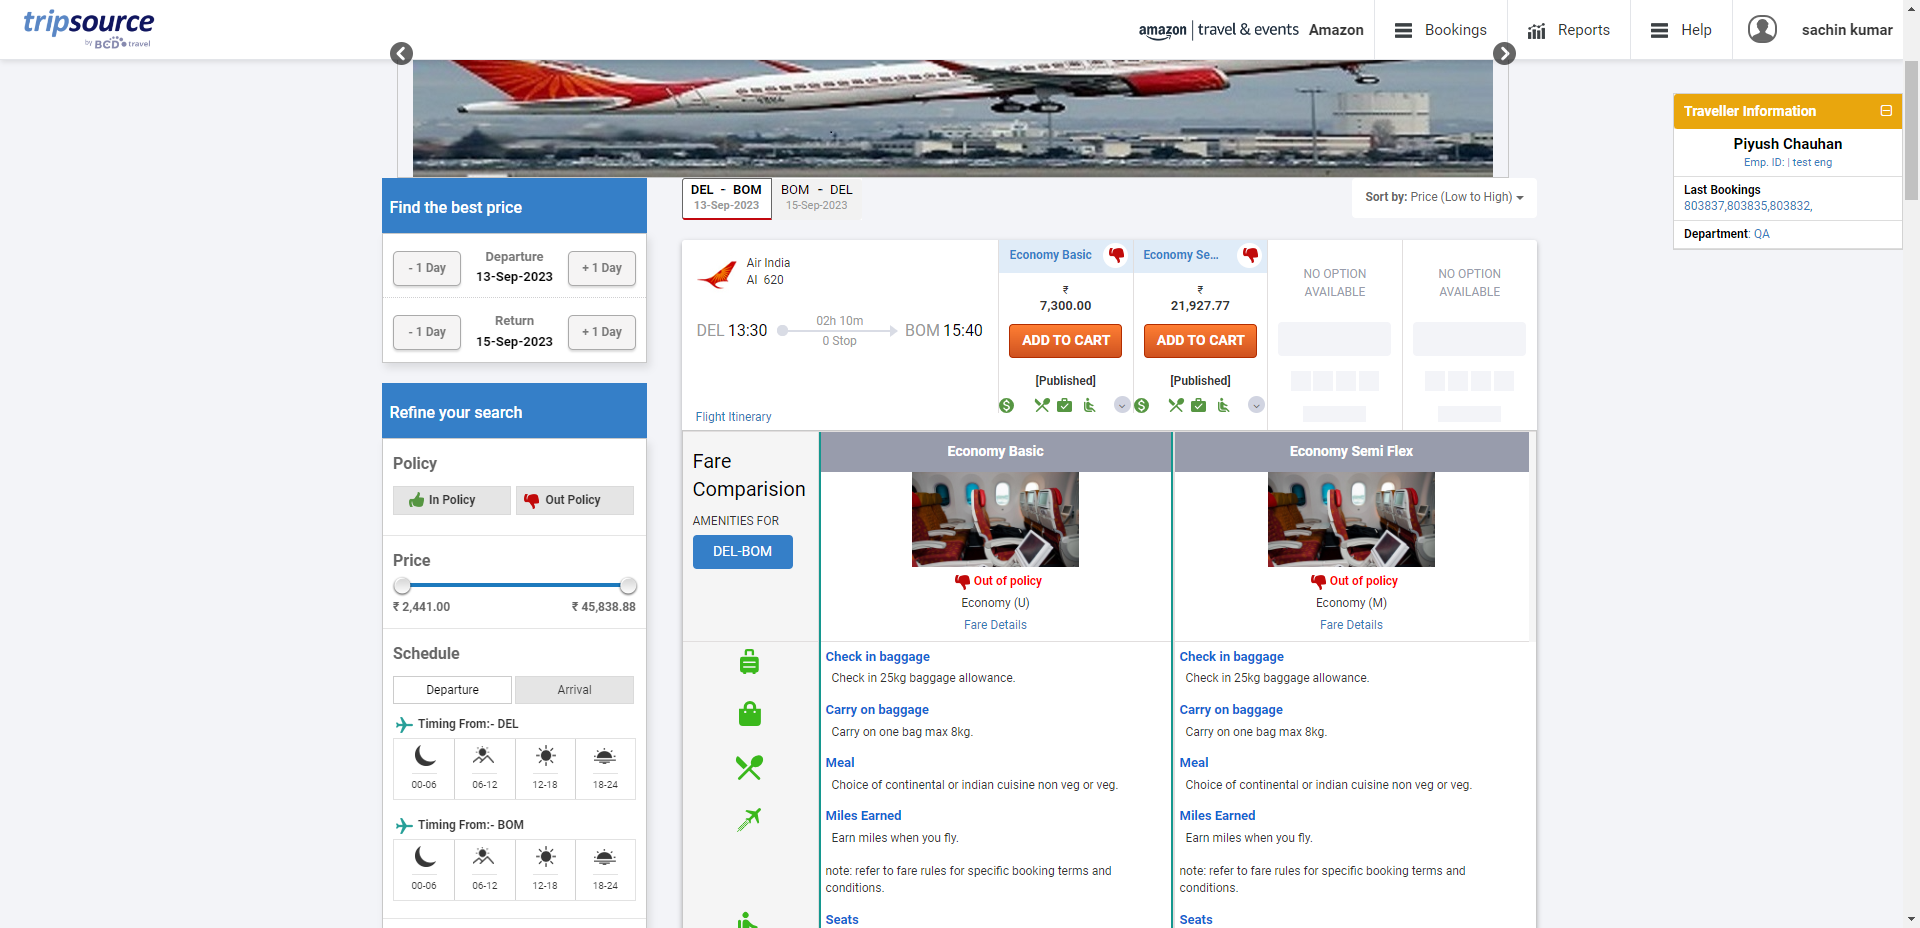 tripsource
by BCD travel
amazon | travel & events Amazon
Bookings
Reports
Help
sachin kumar
Traveller Information
Piyush Chauhan
Emp. ID: | test eng
Last Bookings
803837,803835,803832,
Department: QA
Find the best price
- 1 Day
Departure
13-Sep-2023
+ 1 Day
- 1 Day
Return
15-Sep-2023
+ 1 Day
Refine your search
Policy
In Policy
Out Policy
Price
₹ 2,441.00
₹ 45,838.88
Schedule
Departure
Arrival
Timing From:- DEL
00-06
06-12
12-18
18-24
Timing From:- BOM
00-06
06-12
12-18
18-24
DEL - BOM
13-Sep-2023
BOM - DEL
15-Sep-2023
Sort by: Price (Low to High)
Air India
AI 620
DEL 13:30
02h 10m
0 Stop
BOM 15:40
Flight Itinerary
Economy Basic
₹
7,300.00
ADD TO CART
[Published]
Economy Se...
₹
21,927.77
ADD TO CART
[Published]
NO OPTION
AVAILABLE
NO OPTION
AVAILABLE
Fare
Comparision
AMENITIES FOR
DEL-BOM
Economy Basic
Out of policy
Economy (U)
Fare Details
Economy Semi Flex
Out of policy
Economy (M)
Fare Details
Check in baggage
Check in 25kg baggage allowance.
Carry on baggage
Carry on one bag max 8kg.
Meal
Choice of continental or indian cuisine non veg or veg.
Miles Earned
Earn miles when you fly.
note: refer to fare rules for specific booking terms and
conditions.
Seats
Check in baggage
Check in 25kg baggage allowance.
Carry on baggage
Carry on one bag max 8kg.
Meal
Choice of continental or indian cuisine non veg or veg.
Miles Earned
Earn miles when you fly.
note: refer to fare rules for specific booking terms and
conditions.
Seats